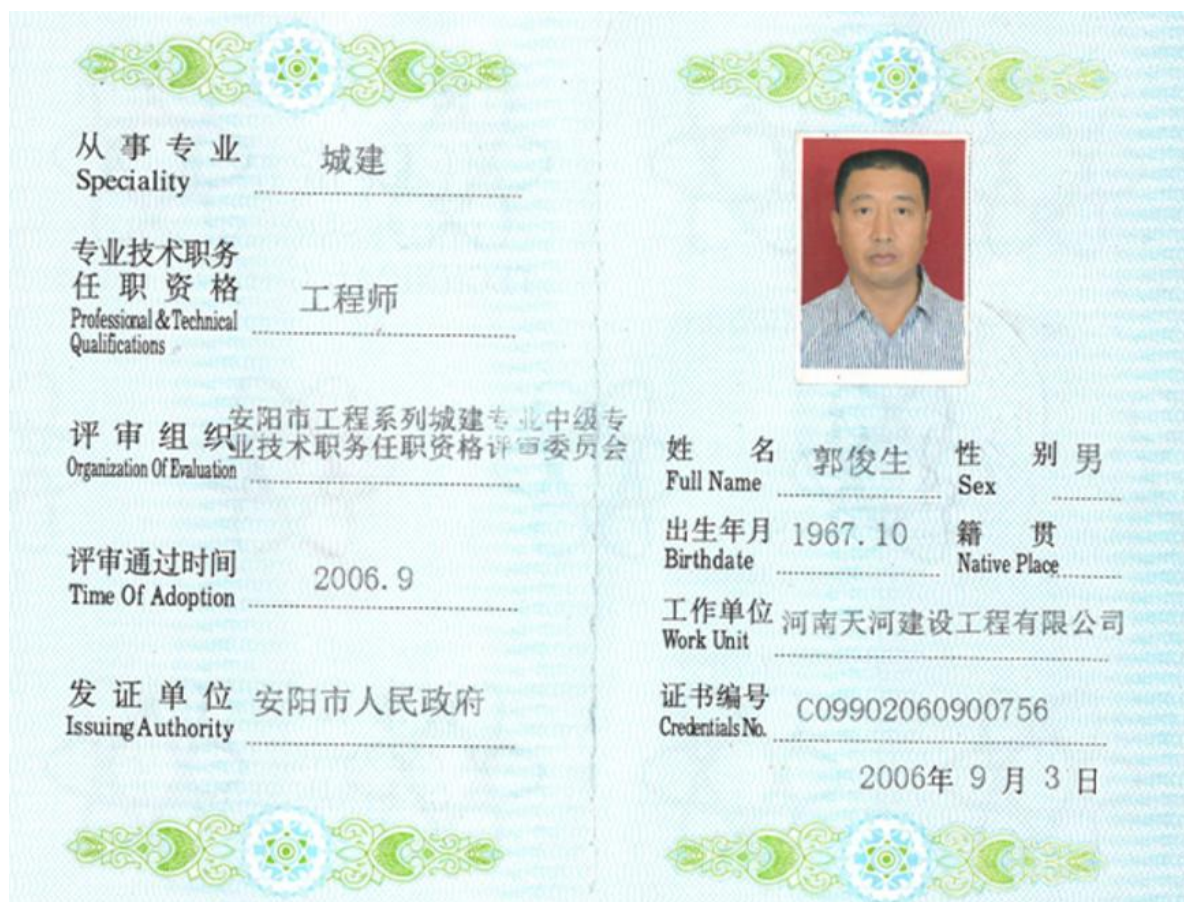 从事专业 城建
Speciality
专业技术职务
任职资格 工程师
Professional & Technical
Qualifications
安阳市工程系列城建专业中级专
评审组织 业技术职务任职资格评审委员会
Organization Of Evaluation
评审通过时间 2006.9
Time Of Adoption
发证单位 安阳市人民政府
Issuing Authority
姓名 郭俊生 性别 男
Full Name Sex
出生年月 1967.10 籍贯
Birthdate Native Place
工作单位 河南天河建设工程有限公司
Work Unit
证书编号 C09902060900756
Credentials No.
2006年 9 月 3 日